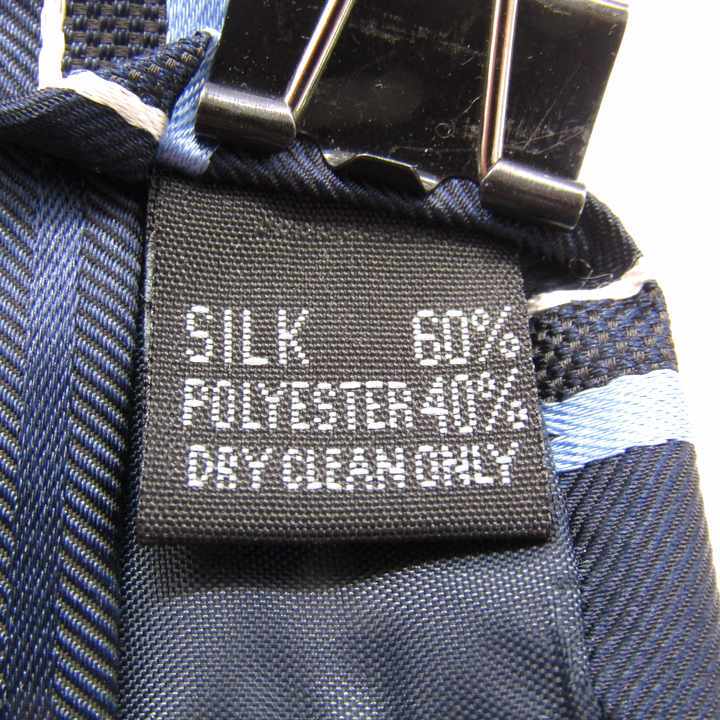 SILK 60%
POLYESTER 40%
DRY CLEAN ONLY